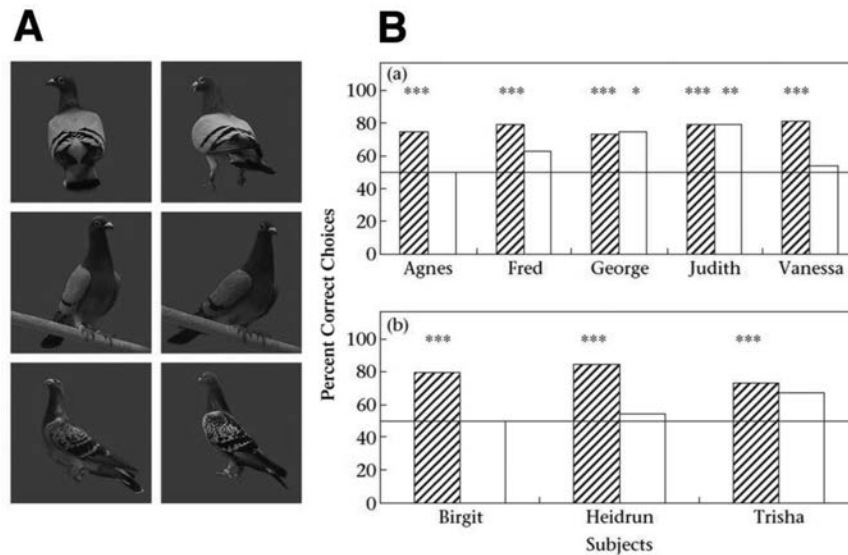 A
B
(a)
*** *** *** * *** ** ***
100
80
60
40
20
0
Agnes Fred George Judith Vanessa
Percent Correct Choices
(b)
*** *** ***
100
80
60
40
20
0
Birgit Heidrun Trisha
Subjects